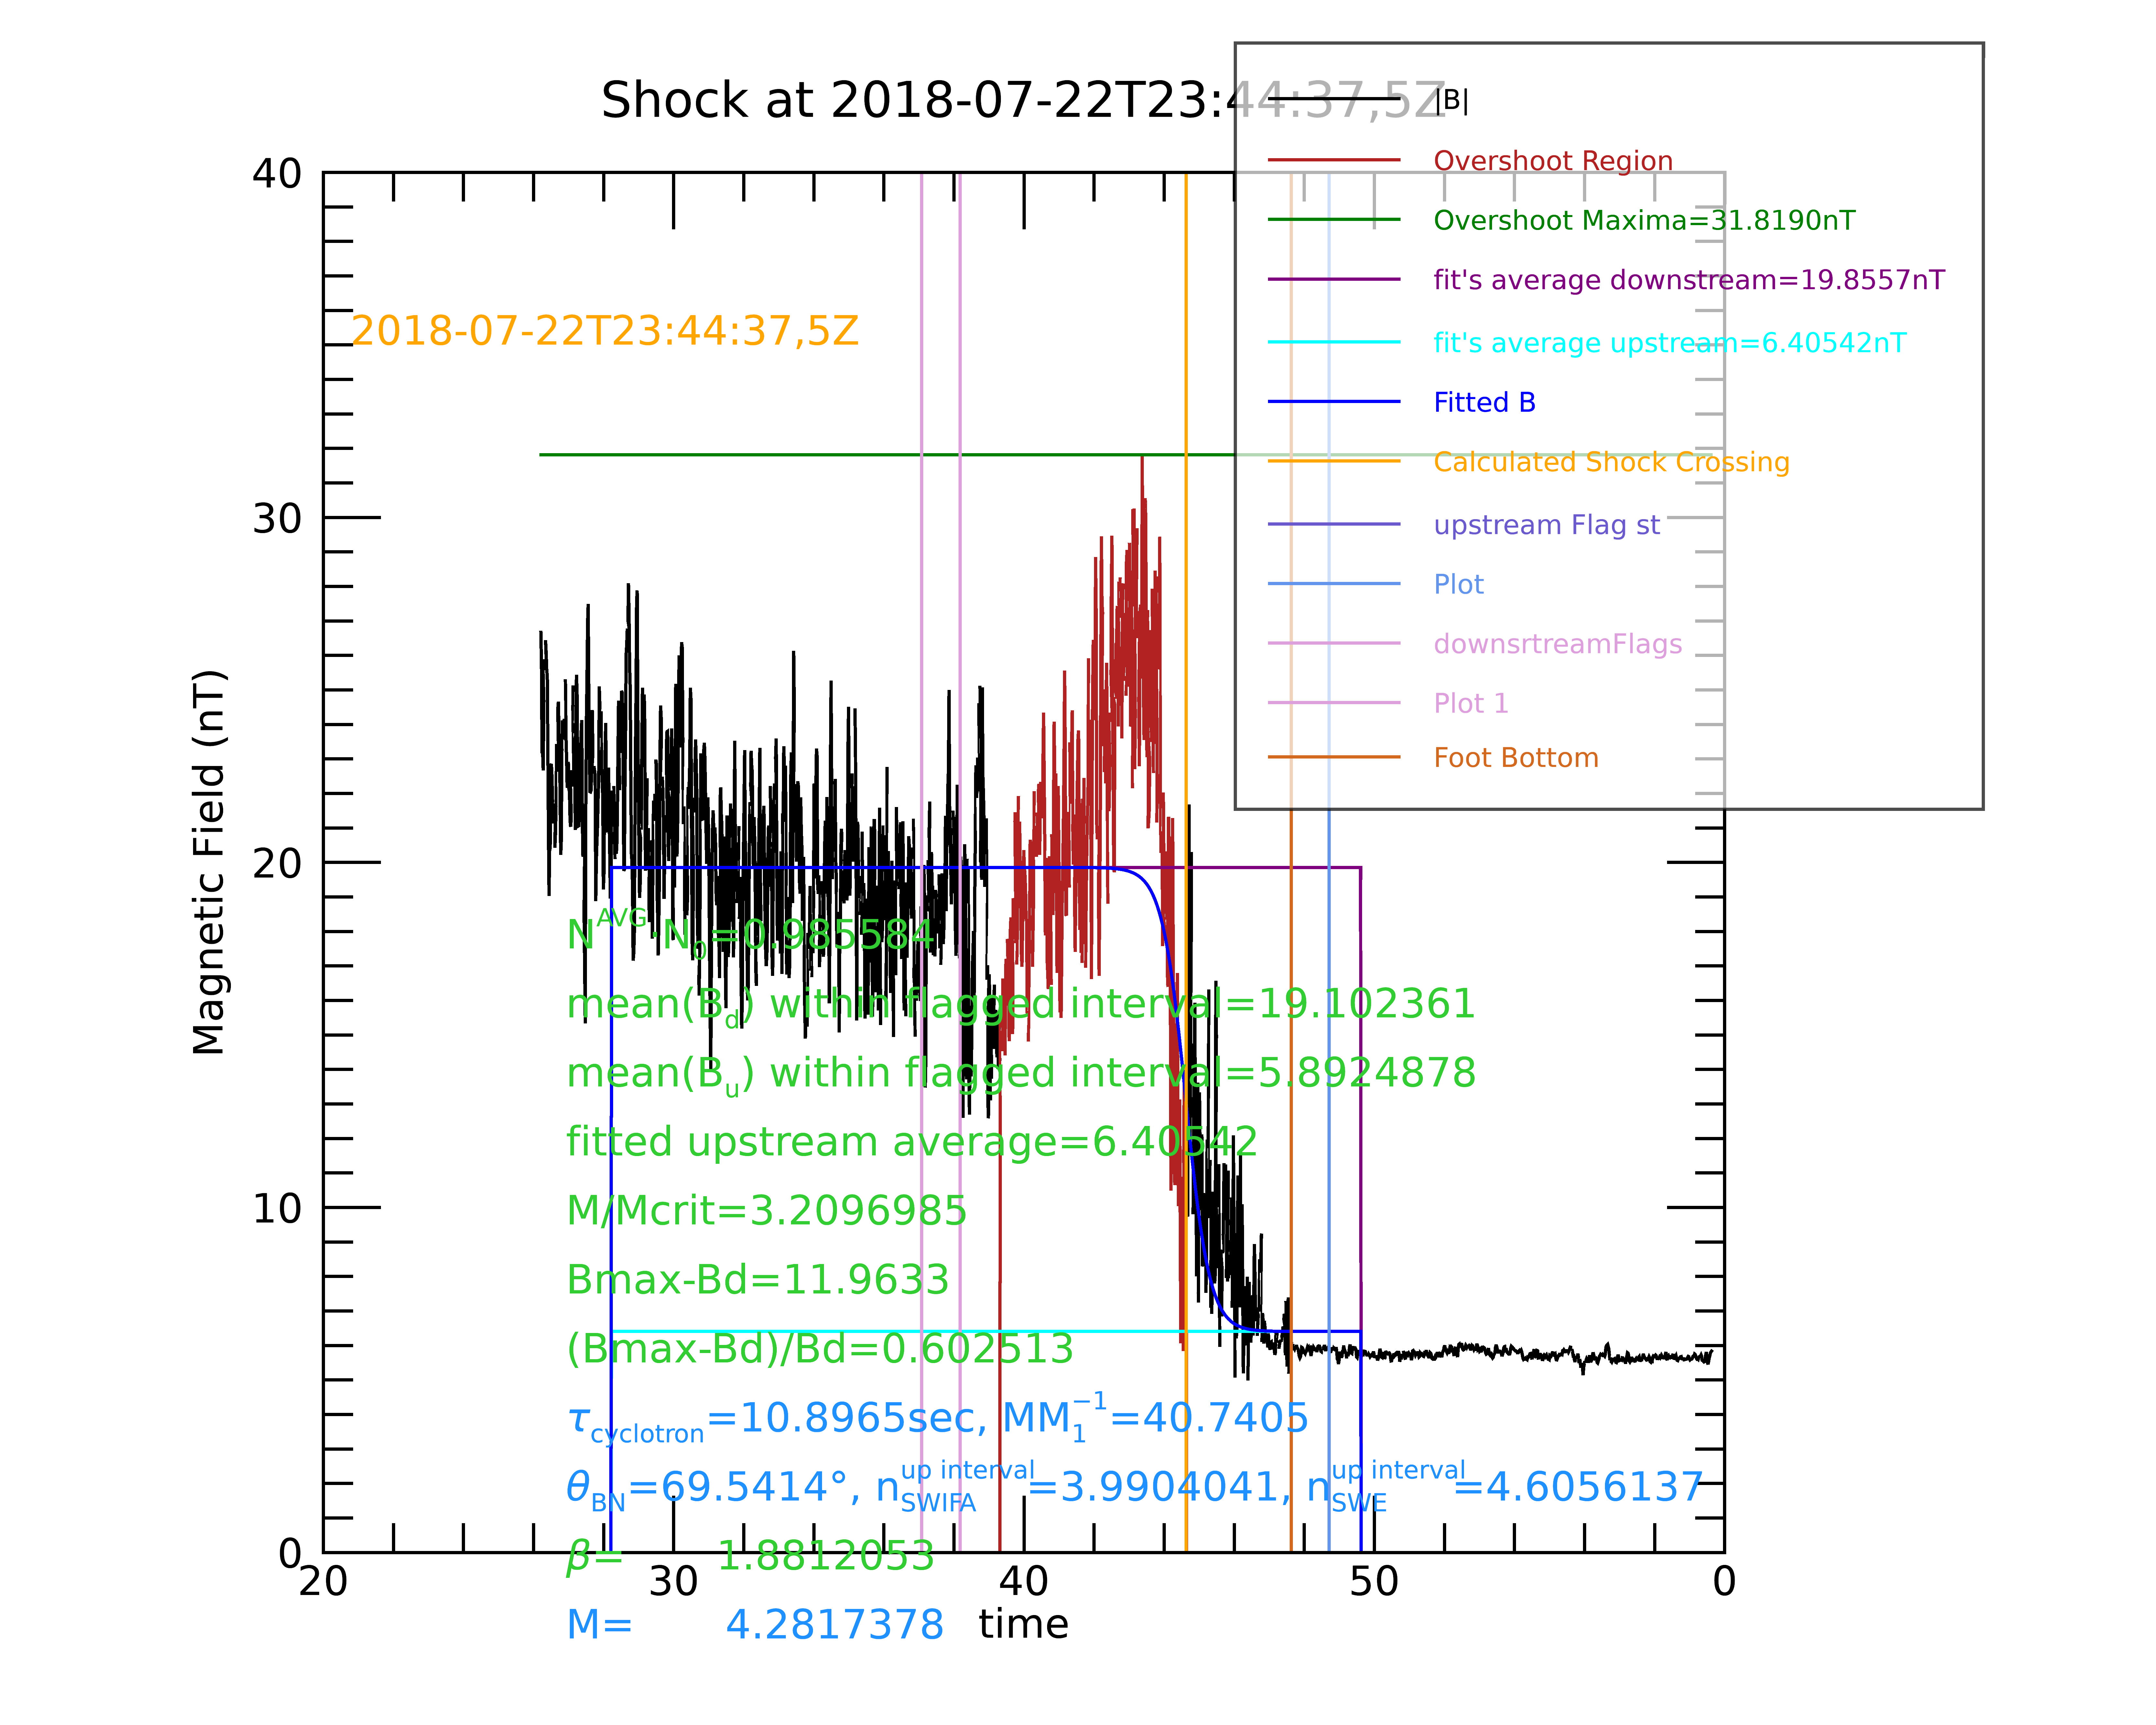 Shock at 2018-07-22T23:44:37,5Z
|B|
Overshoot Region
Overshoot Maxima=31.8190nT
fit's average downstream=19.8557nT
fit's average upstream=6.40542nT
Fitted B
Calculated Shock Crossing
upstream Flag st
Plot
downsrtreamFlags
Plot 1
Foot Bottom
2018-07-22T23:44:37,5Z
Magnetic Field (nT)
40
30
20
10
0
N^AVG·N_0=0.985584
mean(B_d) within flagged interval=19.102361
mean(B_u) within flagged interval=5.8924878
fitted upstream average=6.40542
M/Mcrit=3.2096985
Bmax-Bd=11.9633
(Bmax-Bd)/Bd=0.602513
τ_cyclotron=10.8965sec, MM_1^−1=40.7405
θ_BN=69.5414°, n_SWIFA^up interval=3.9904041, n_SWE^up interval=4.6056137
β= 1.8812053
M= 4.2817378
20 30 40 50 0
time